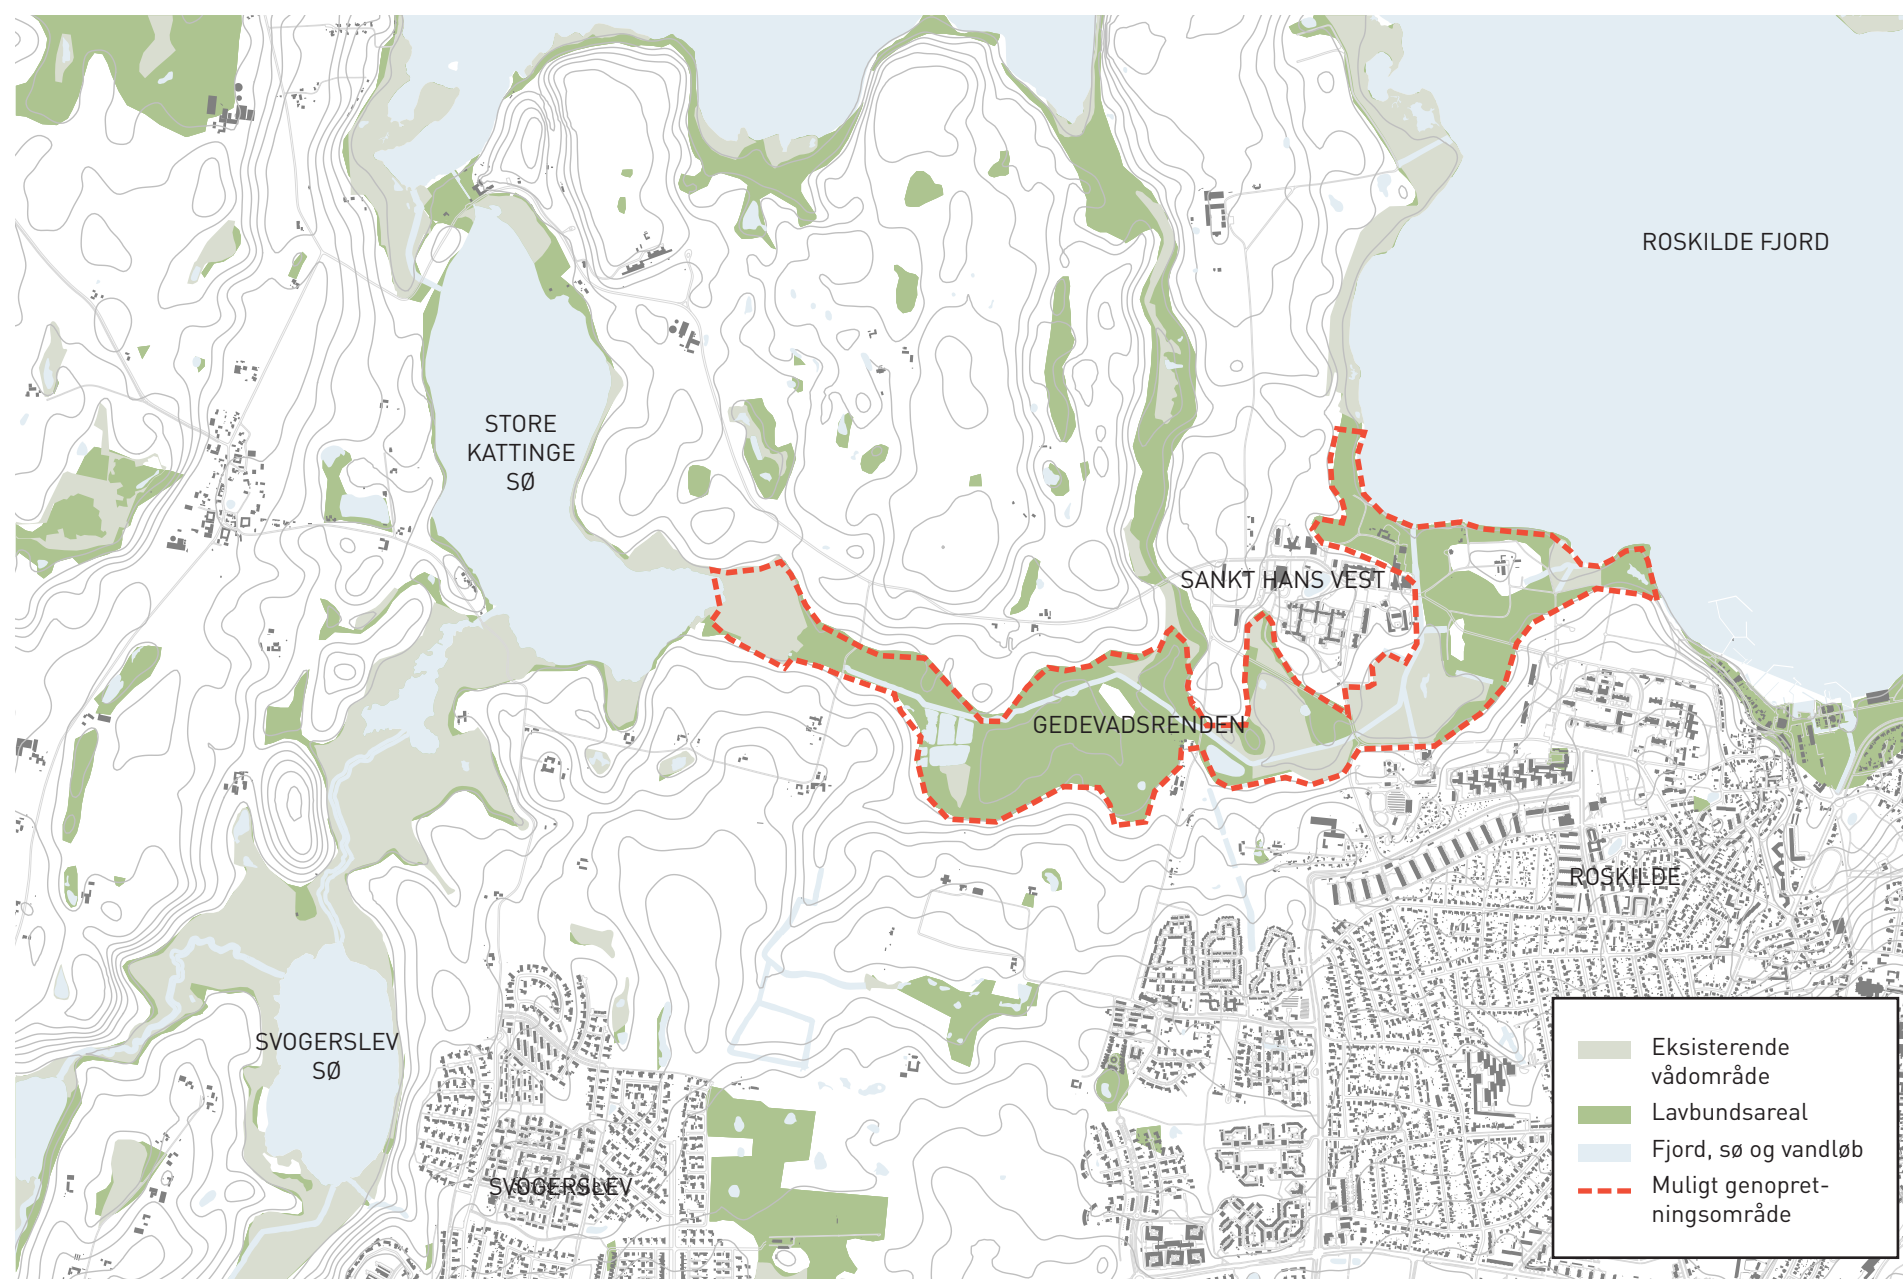 ROSKILDE FJORD
STORE
KATTINGE
SØ
SANKT HANS VEST
GEDEVADSRENDEN
ROSKILDE
SVOGERSLEV
SØ
SVOGERSLEV
Eksisterende
vådområde
Lavbundsareal
Fjord, sø og vandløb
Muligt genopret-
ningsområde